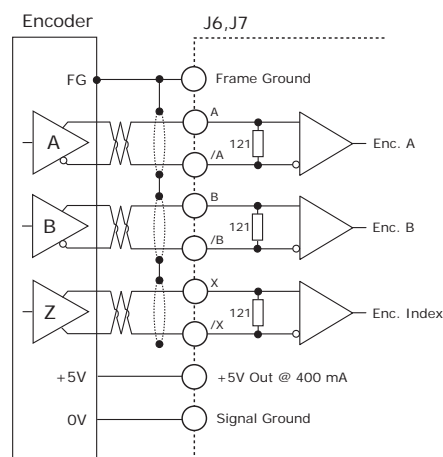 Encoder
J6,J7
FG
Frame Ground
A
A
/A
121
Enc. A
B
B
/B
121
Enc. B
Z
X
/X
121
Enc. Index
+5V
+5V Out @ 400 mA
0V
Signal Ground